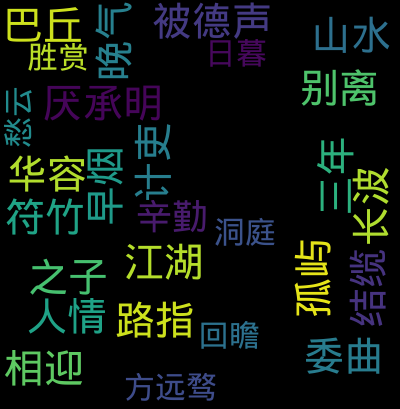 巴丘
晚气
被德声
山水
胜赏
日暮
别离
厌承明
愁云
计吏
三年
华容
早烟
长波
符竹
辛勤
洞庭
江湖
孤屿
结缆
之子
人情
路指
回瞻
委曲
相迎
方远骛